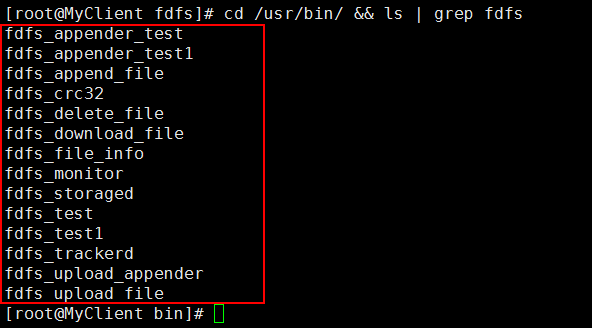 [root@MyClient fdfs]# cd /usr/bin/ && ls | grep fdfs
fdfs_appender_test
fdfs_appender_test1
fdfs_append_file
fdfs_crc32
fdfs_delete_file
fdfs_download_file
fdfs_file_info
fdfs_monitor
fdfs_storaged
fdfs_test
fdfs_test1
fdfs_trackerd
fdfs_upload_appender
fdfs_upload_file
[root@MyClient bin]#